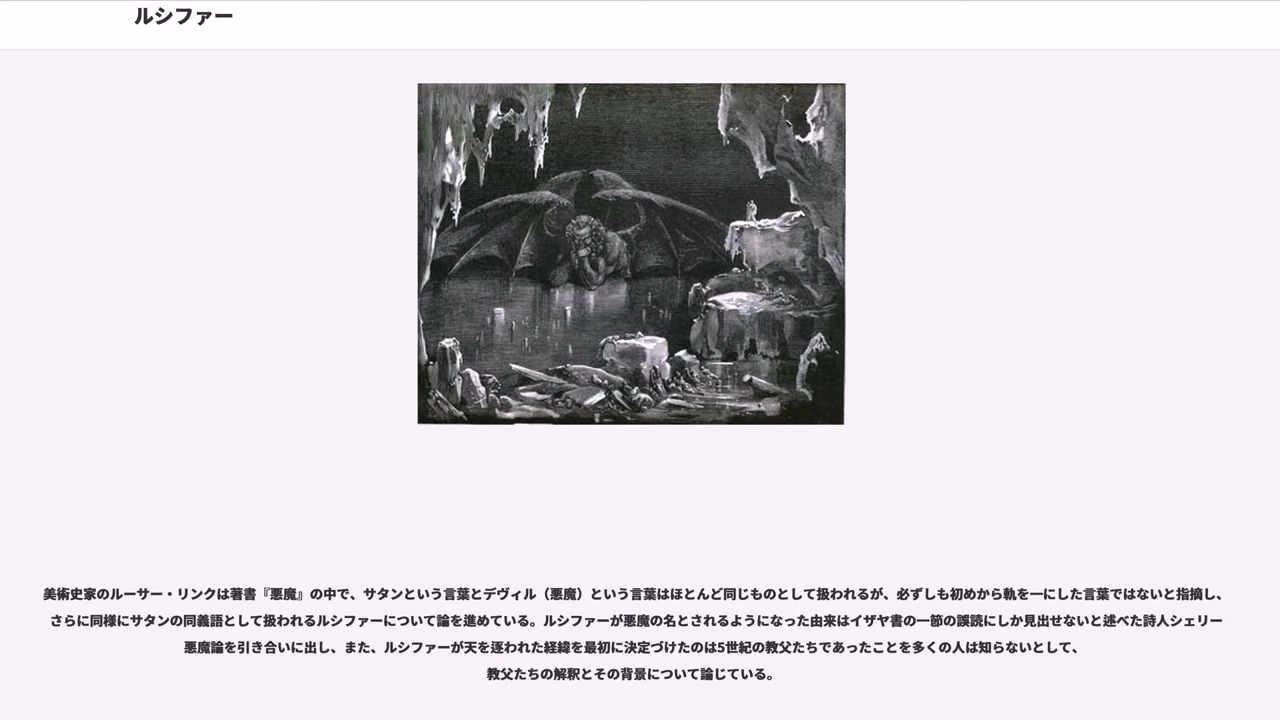 ルシファー
美術史家のルーサー・リンクは著書『悪魔』の中で、サタンという言葉とデヴィル（悪魔）という言葉はほとんど同じものとして扱われるが、必ずしも初めから軌を一にした言葉ではないと指摘し、
さらに同様にサタンの同義語として扱われるルシファーについて論を進めている。ルシファーが悪魔の名とされるようになった由来はイザヤ書の一節の誤読にしか見出せないと述べた詩人シェリー
悪魔論を引き合いに出し、また、ルシファーが天を逐われた経緯を最初に決定づけたのは5世紀の教父たちであったことを多くの人は知らないとして、
教父たちの解釈とその背景について論じている。